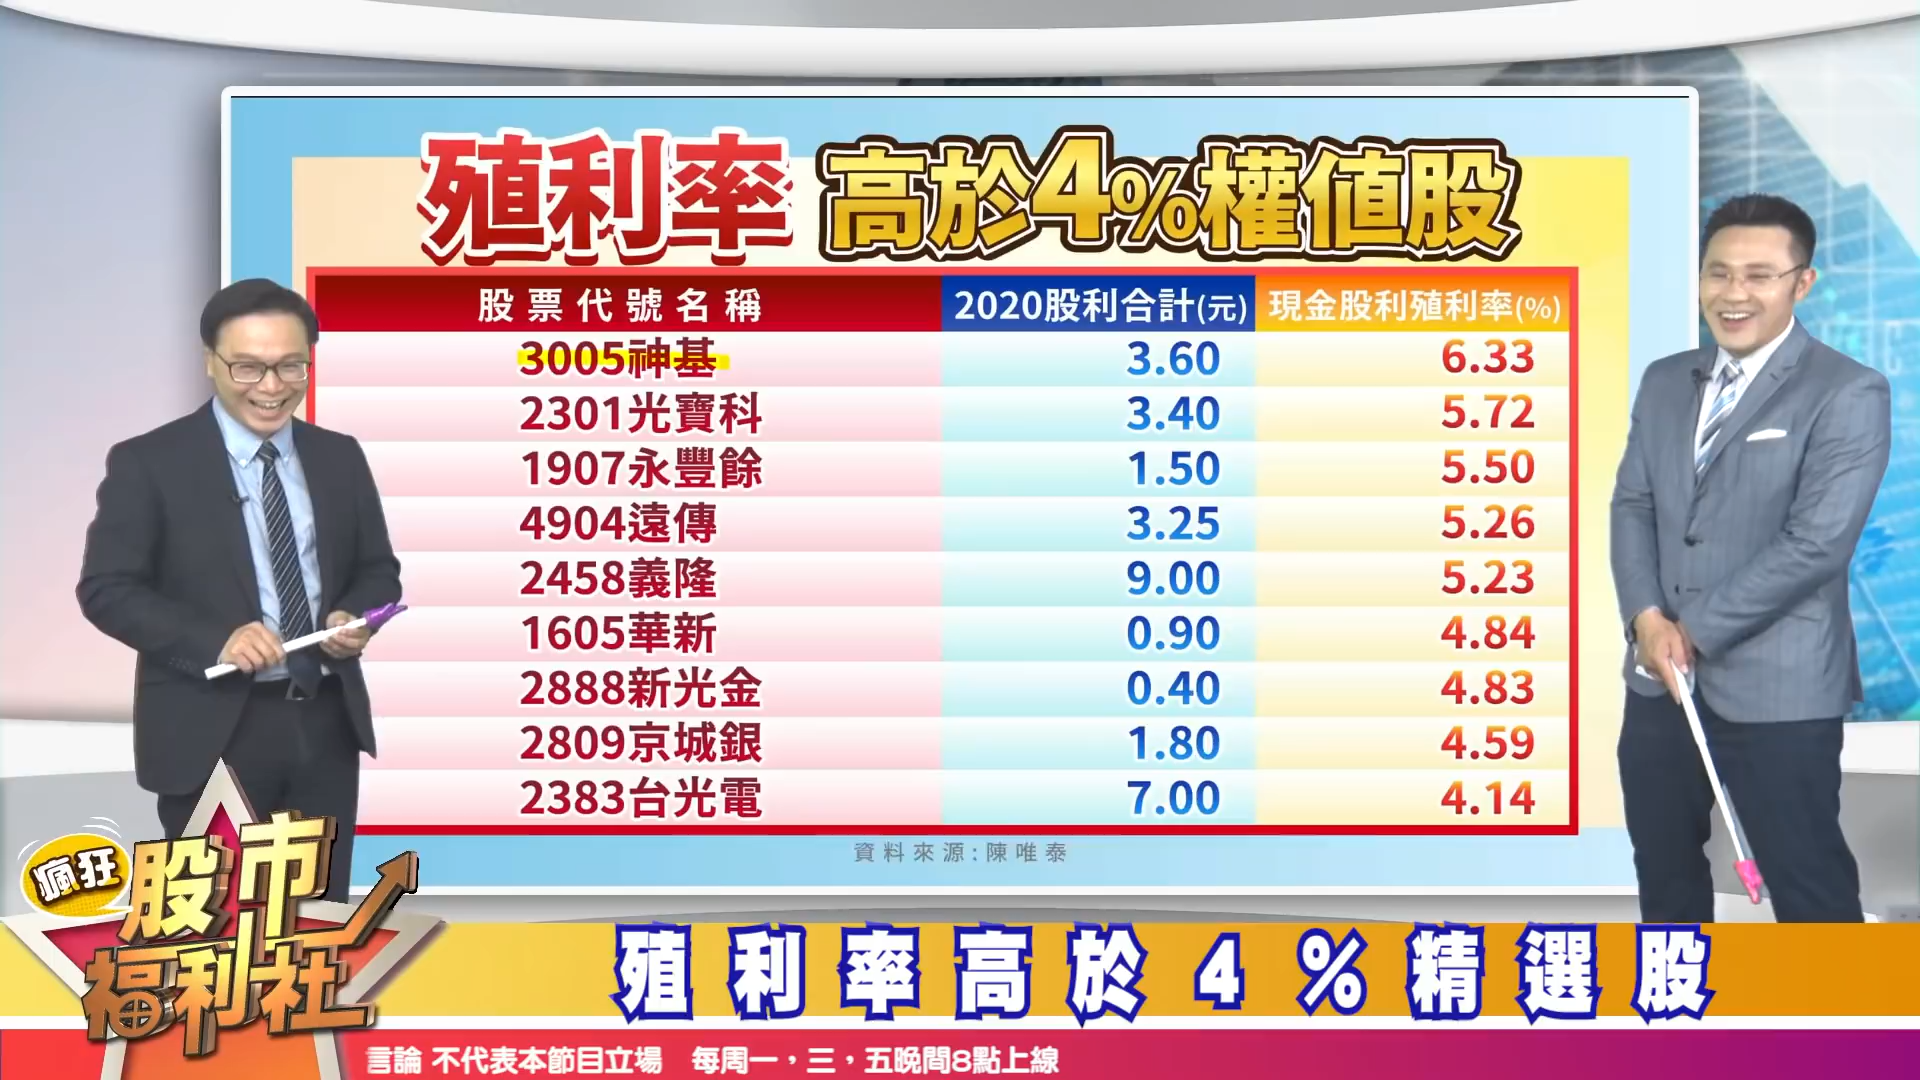 殖利率 高於4%權值股
股票代號名稱 2020股利合計(元) 現金股利殖利率(%)
3005神基 3.60 6.33
2301光寶科 3.40 5.72
1907永豐餘 1.50 5.50
4904遠傳 3.25 5.26
2458義隆 9.00 5.23
1605華新 0.90 4.84
2888新光金 0.40 4.83
2809京城銀 1.80 4.59
2383台光電 7.00 4.14
資料來源:陳唯泰
瘋狂
股市
福利社
殖利率高於4%精選股
言論 不代表本節目立場 每周一，三，五晚間8點上線